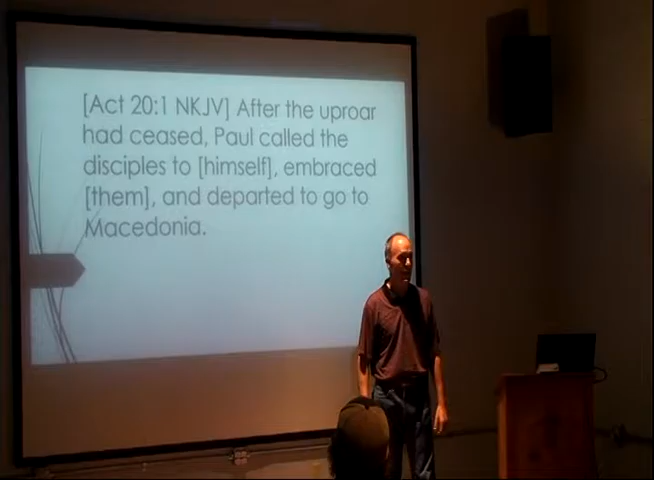 [Act 20:1 NKJV] After the uproar
had ceased, Paul called the
disciples to [himself], embraced
[them], and departed to go to
Macedonia.